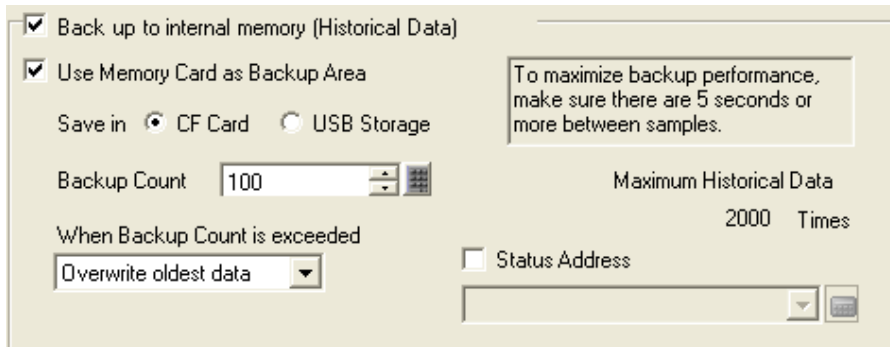 Back up to internal memory (Historical Data)
Use Memory Card as Backup Area
To maximize backup performance,
make sure there are 5 seconds or
more between samples.
Save in CF Card USB Storage
Backup Count 100
Maximum Historical Data
2000 Times
When Backup Count is exceeded
Overwrite oldest data
Status Address